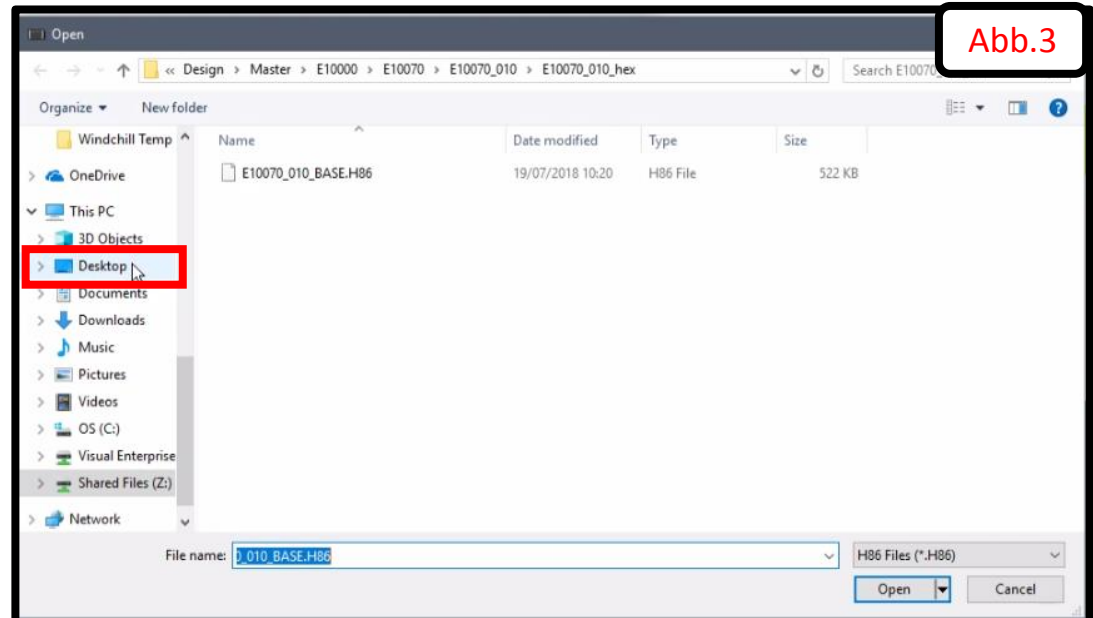 Open
Abb.3
« Design > Master > E10000 > E10070 > E10070_010 > E10070_010_hex
Search E10070_
Organize
New folder
Name
Date modified
Type
Size
E10070_010_BASE.H86
19/07/2018 10:20
H86 File
522 KB
Windchill Temp
OneDrive
This PC
3D Objects
Desktop
Documents
Downloads
Music
Pictures
Videos
OS (C:)
Visual Enterprise
Shared Files (Z:)
Network
File name:
_010_BASE.H86
H86 Files (*.H86)
Open
Cancel